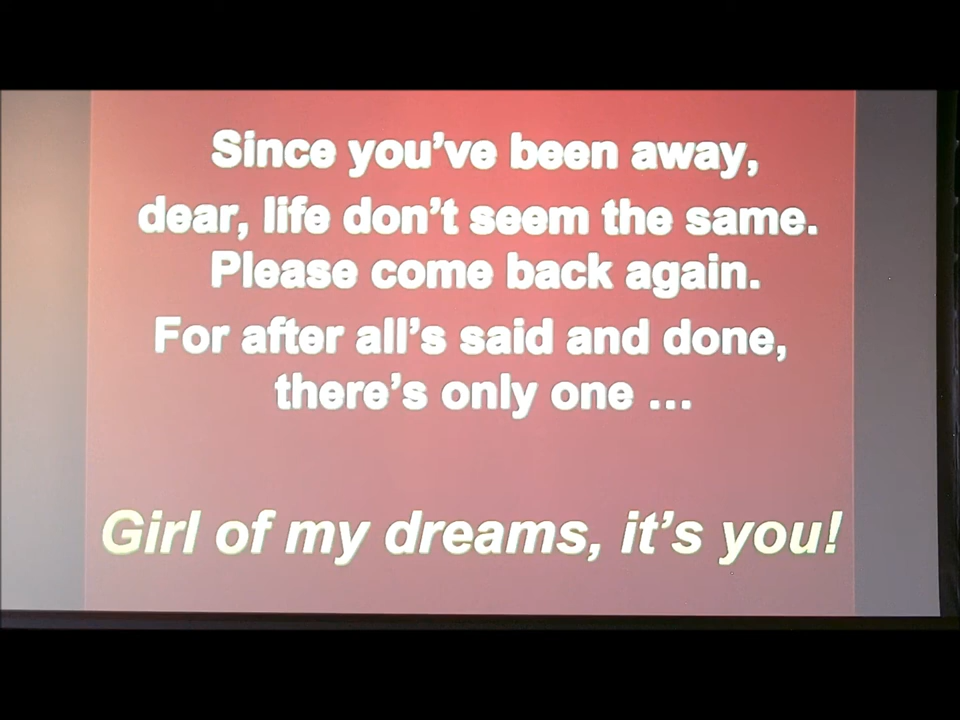 Since you’ve been away,
dear, life don’t seem the same.
Please come back again.
For after all’s said and done,
there’s only one …
Girl of my dreams, it’s you!